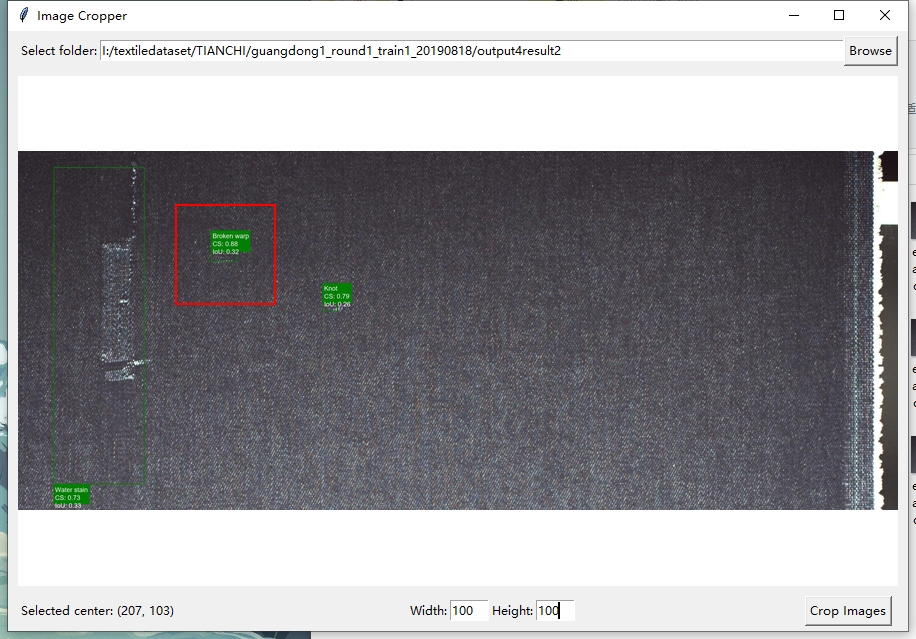 Image Cropper
Select folder: I:/textiledataset/TIANCHI/guangdong1_round1_train1_20190818/output4result2 Browse
Broken warp
CS: 0.88
IoU: 0.32
Knot
CS: 0.79
IoU: 0.26
Water stain
CS: 0.73
IoU: 0.33
Selected center: (207, 103) Width: 100 Height: 100 Crop Images